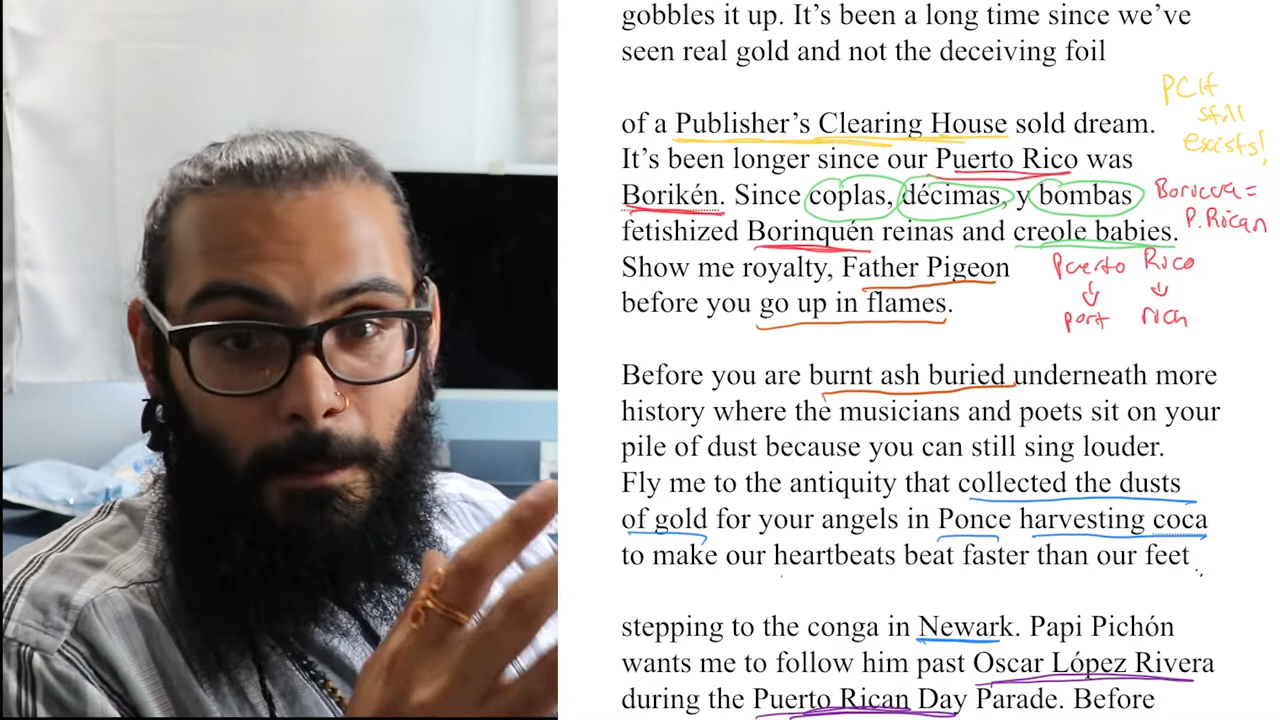 gobbles it up. It’s been a long time since we’ve
seen real gold and not the deceiving foil
of a Publisher’s Clearing House sold dream.
It’s been longer since our Puerto Rico was
Borikén. Since coplas, décimas, y bombas
fetishized Borinquén reinas and creole babies.
Show me royalty, Father Pigeon
before you go up in flames.
Before you are burnt ash buried underneath more
history where the musicians and poets sit on your
pile of dust because you can still sing louder.
Fly me to the antiquity that collected the dusts
of gold for your angels in Ponce harvesting coca
to make our heartbeats beat faster than our feet
stepping to the conga in Newark. Papi Pichón
wants me to follow him past Oscar López Rivera
during the Puerto Rican Day Parade. Before
PCH
still
exists!
=
P.Rican
Puerto Rico
port rich